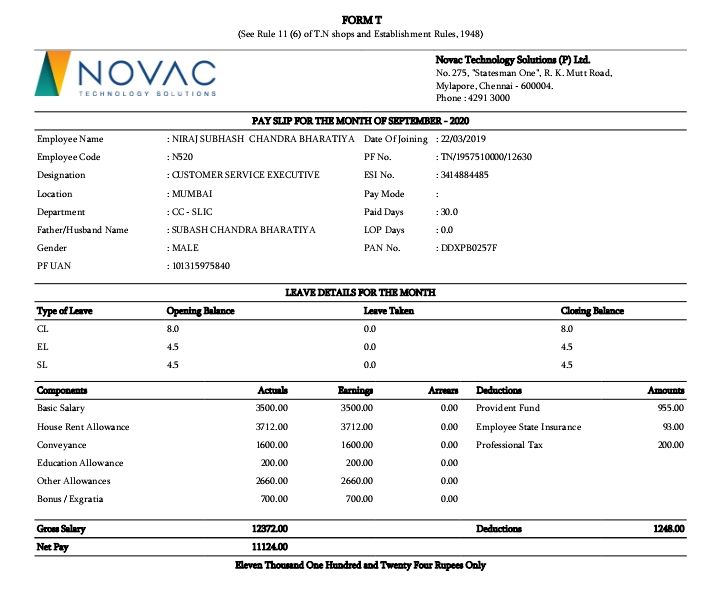 FORM T
(See Rule 11 (6) of T.N shops and Establishment Rules, 1948)
NOVAC
TECHNOLOGY SOLUTIONS
Novac Technology Solutions (P) Ltd.
No. 275, "Statesman One", R. K. Mutt Road,
Mylapore, Chennai - 600004.
Phone : 4291 3000
PAY SLIP FOR THE MONTH OF SEPTEMBER - 2020
Employee Name : NIRAJ SUBHASH CHANDRA BHARATIYA Date Of Joining : 22/03/2019
Employee Code : N520 PF No. : TN/1957510000/12630
Designation : CUSTOMER SERVICE EXECUTIVE ESI No. : 3414884485
Location : MUMBAI Pay Mode :
Department : CC - SLIC Paid Days : 30.0
Father/Husband Name : SUBASH CHANDRA BHARATIYA LOP Days : 0.0
Gender : MALE PAN No. : DDXPB0257F
PF UAN : 101315975840
LEAVE DETAILS FOR THE MONTH
Type of Leave Opening Balance Leave Taken Closing Balance
CL 8.0 0.0 8.0
EL 4.5 0.0 4.5
SL 4.5 0.0 4.5
Components Actuals Earnings Arrears Deductions Amounts
Basic Salary 3500.00 3500.00 0.00 Provident Fund 955.00
House Rent Allowance 3712.00 3712.00 0.00 Employee State Insurance 93.00
Conveyance 1600.00 1600.00 0.00 Professional Tax 200.00
Education Allowance 200.00 200.00 0.00
Other Allowances 2660.00 2660.00 0.00
Bonus / Exgratia 700.00 700.00 0.00
Gross Salary 12372.00 Deductions 1248.00
Net Pay 11124.00
Eleven Thousand One Hundred and Twenty Four Rupees Only